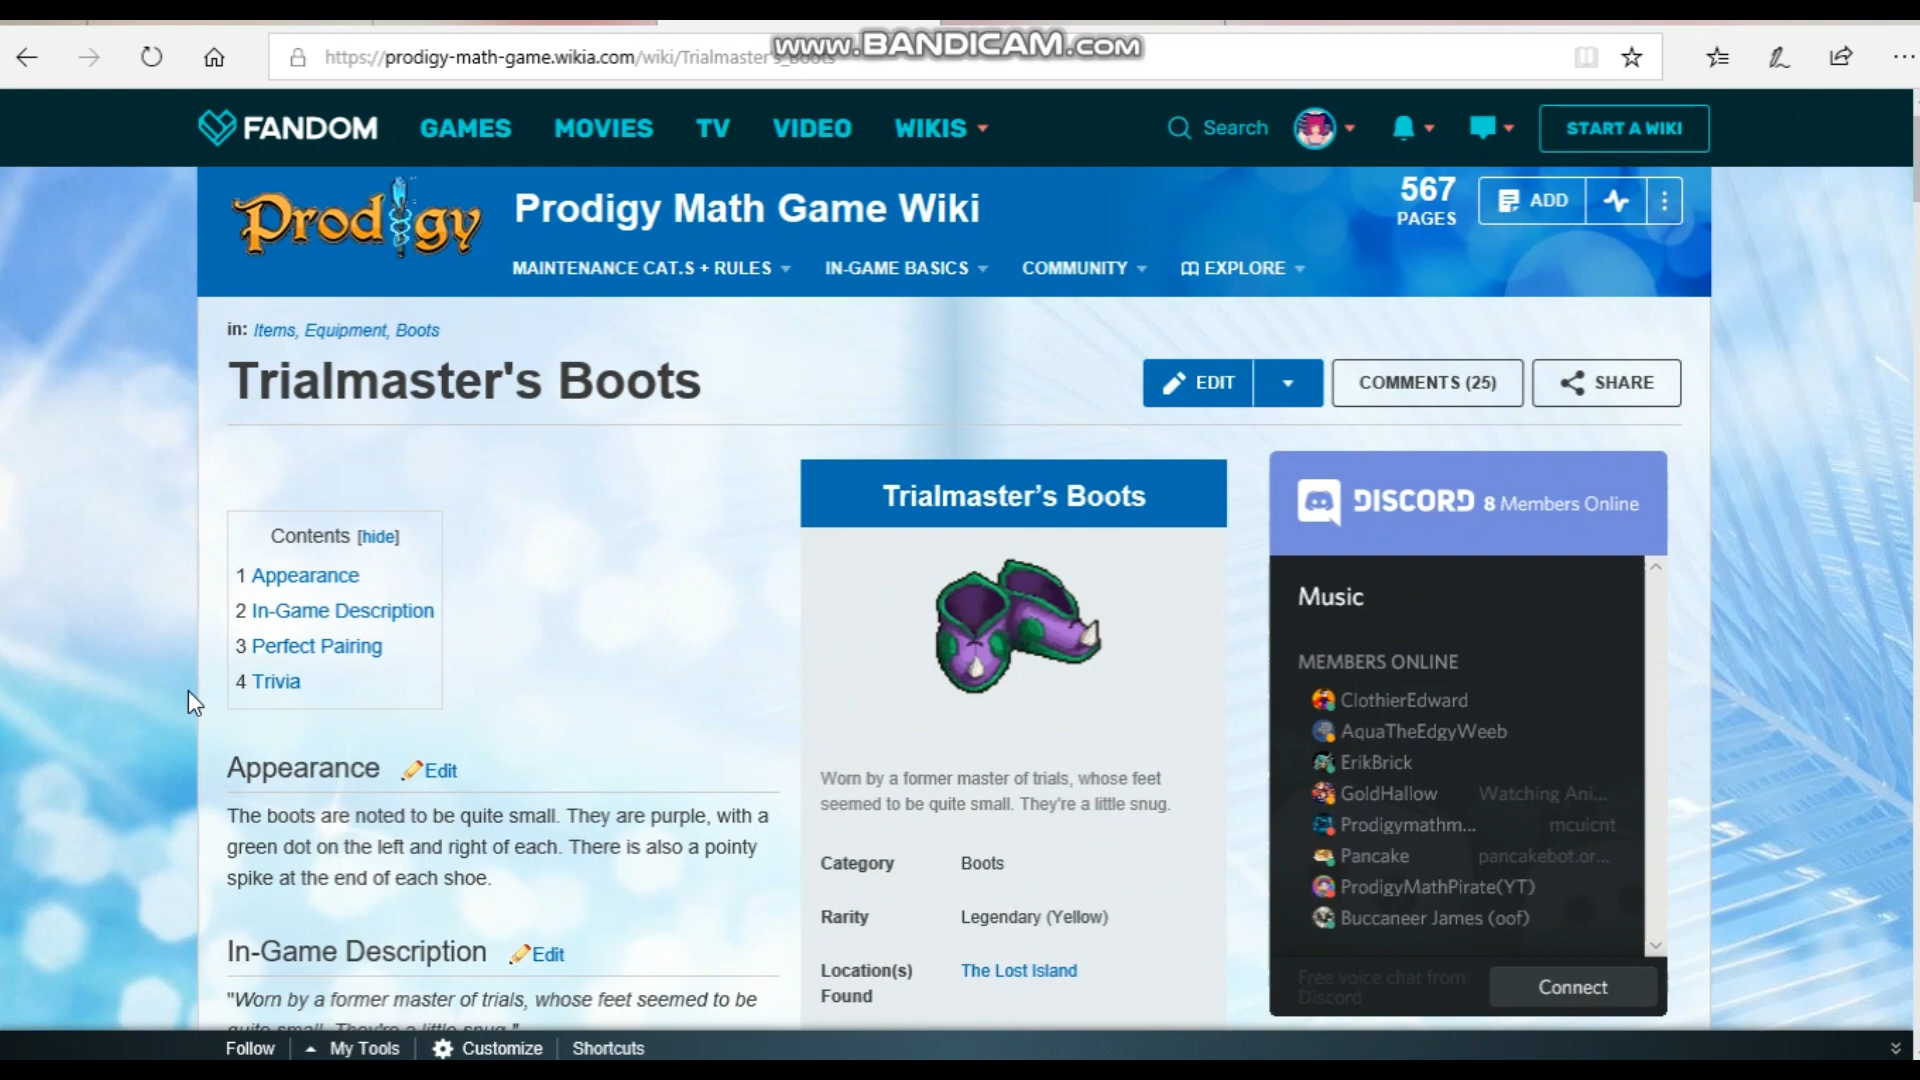 www.BANDICAM.com
https://prodigy-math-game.wikia.com/wiki/Trialmaster's_Boots
FANDOM GAMES MOVIES TV VIDEO WIKIS Search START A WIKI
Prodigy
Prodigy Math Game Wiki
567
PAGES
ADD
MAINTENANCE CAT.S + RULES IN-GAME BASICS COMMUNITY EXPLORE
in: Items, Equipment, Boots
Trialmaster's Boots
EDIT COMMENTS (25) SHARE
Contents [hide]
1 Appearance
2 In-Game Description
3 Perfect Pairing
4 Trivia
Appearance Edit
The boots are noted to be quite small. They are purple, with a
green dot on the left and right of each. There is also a pointy
spike at the end of each shoe.
In-Game Description Edit
"Worn by a former master of trials, whose feet seemed to be
quite small. They're a little snug."
Trialmaster's Boots
Worn by a former master of trials, whose feet
seemed to be quite small. They're a little snug.
Category Boots
Rarity Legendary (Yellow)
Location(s)
Found
The Lost Island
DISCORD 8 Members Online
Music
MEMBERS ONLINE
ClothierEdward
AquaTheEdgyWeeb
ErikBrick
GoldHallow Watching Ani...
Prodigymathm... mcuicnt
Pancake pancakebot.or...
ProdigyMathPirate(YT)
Buccaneer James (oof)
Free voice chat from
Discord
Connect
Follow My Tools Customize Shortcuts